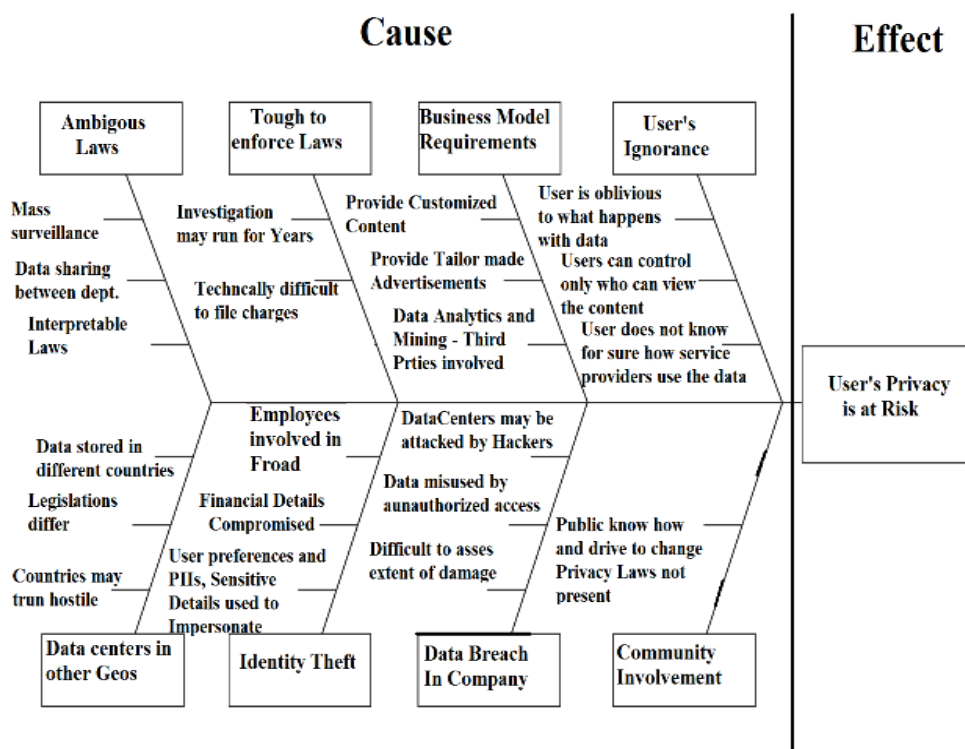 Cause
Effect
Ambigous
Laws
Tough to
enforce Laws
Business Model
Requirements
User's
Ignorance
Mass
surveillance
Data sharing
between dept.
Interpretable
Laws
Investigation
may run for Years
Techncally difficult
to file charges
Provide Customized
Content
Provide Tailor made
Advertisements
Data Analytics and
Mining - Third
Prties involved
User is oblivious
to what happens
with data
Users can control
only who can view
the content
User does not know
for sure how service
providers use the data
User's Privacy
is at Risk
Data stored in
different countries
Legislations
differ
Countries may
trun hostile
Employees
involved in
Froad
Financial Details
Compromised
User preferences and
PIIs, Sensitive
Details used to
Impersonate
DataCenters may be
attacked by Hackers
Data misused by
aunauthorized access
Difficult to asses
extent of damage
Public know how
and drive to change
Privacy Laws not
present
Data centers in
other Geos
Identity Theft
Data Breach
In Company
Community
Involvement